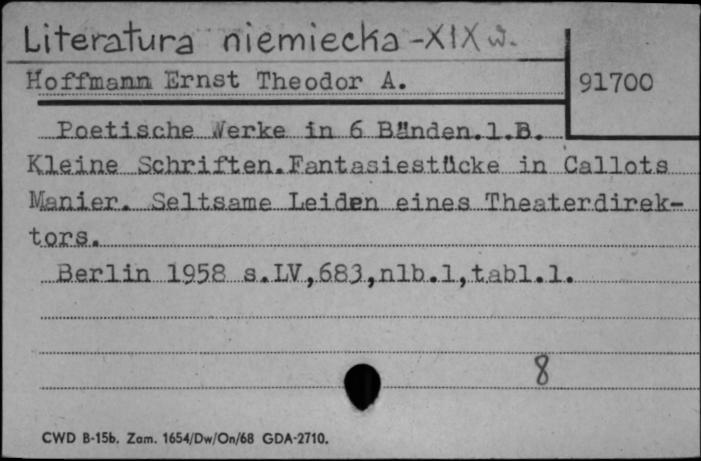 Literatura niemiecka - XIX w.
Hoffmann Ernst Theodor A.
91700
Poetische Werke in 6 Bänden.1.B.
Kleine Schriften.Fantasiestücke in Callots
Manier. Seltsame Leiden eines Theaterdirek-
tors.
Berlin 1958 s.LV,683,nlb.1,tabl.1.
8
CWD B-15b. Zam. 1654/Dw/On/68 GDA-2710.